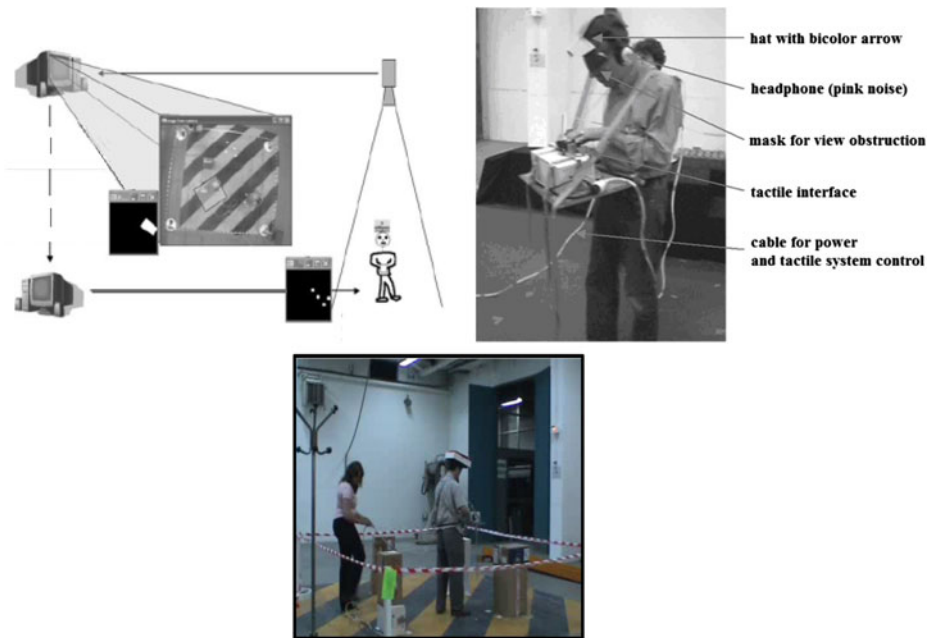 hat with bicolor arrow
headphone (pink noise)
mask for view obstruction
tactile interface
cable for power
and tactile system control